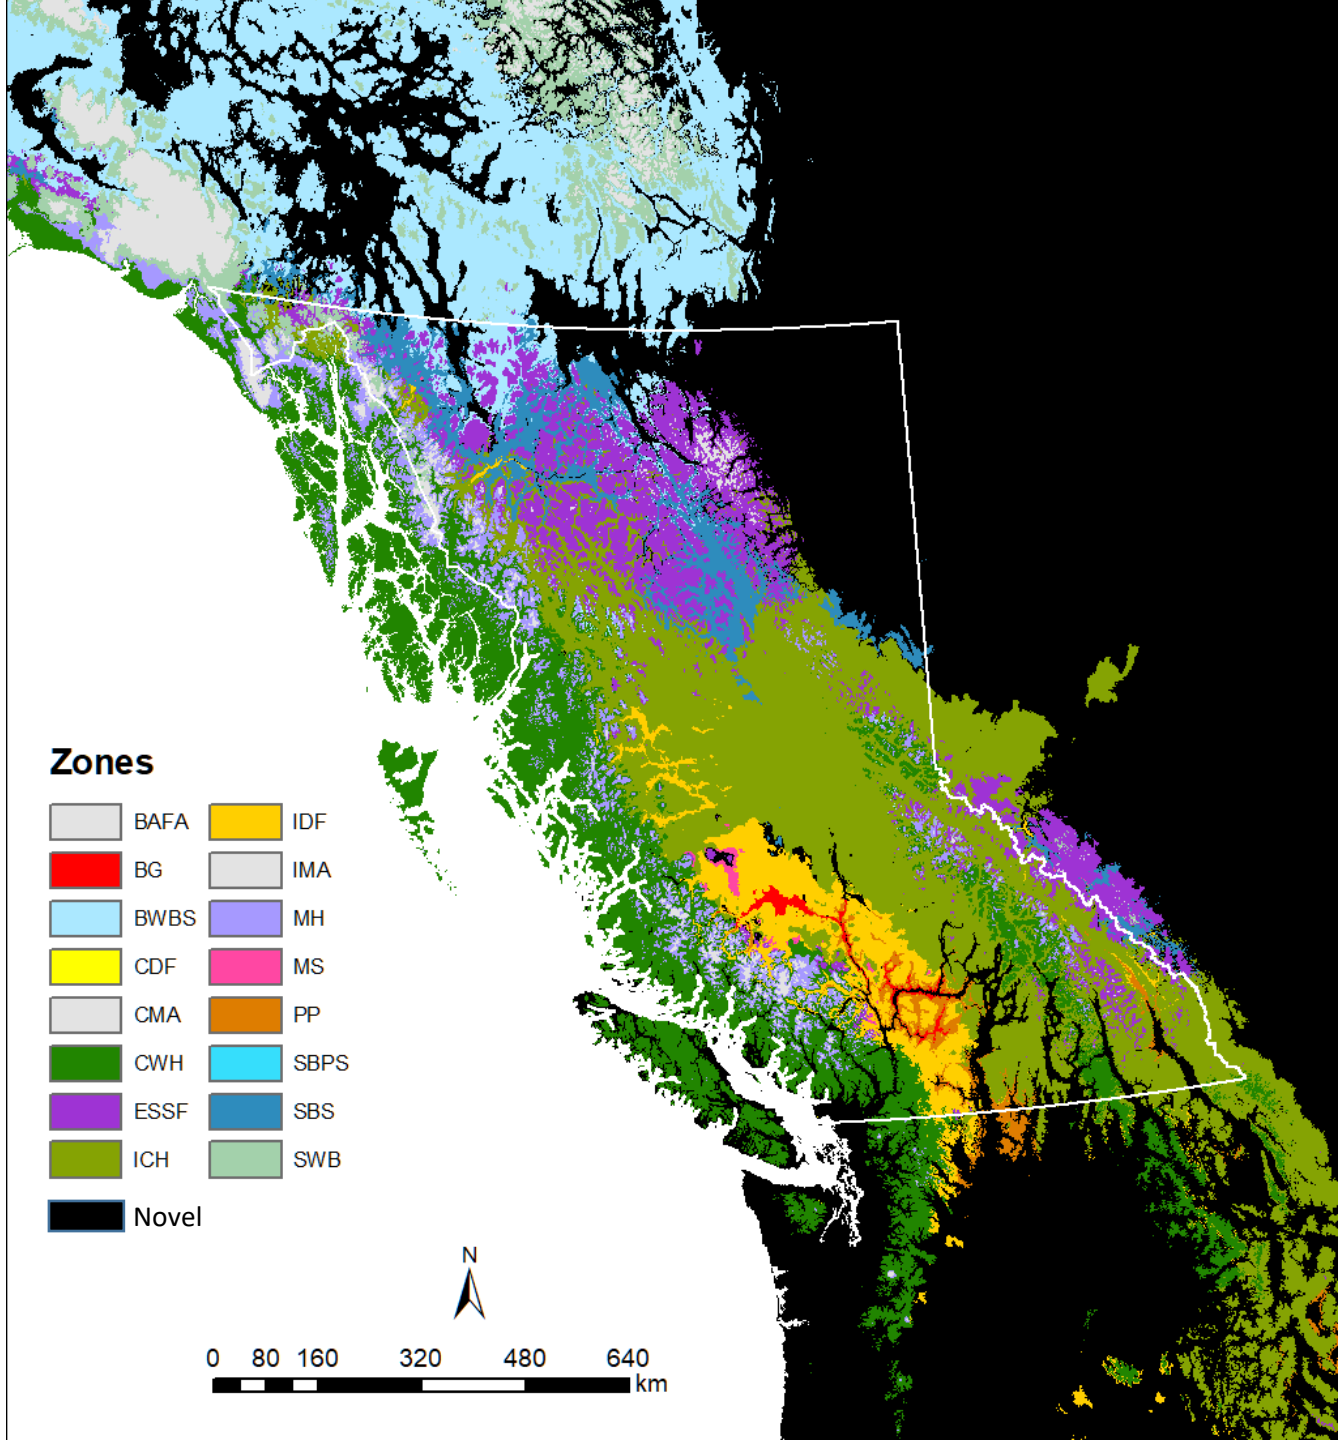 Zones
BAFA IDF
BG IMA
BWBS MH
CDF MS
CMA PP
CWH SBPS
ESSF SBS
ICH SWB
Novel
N
0 80 160 320 480 640
km